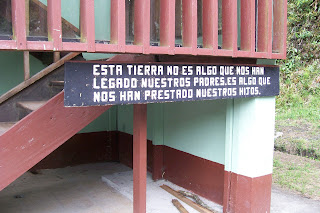 ESTA TIERRA NO ES ALGO QUE NOS HAN
LEGADO NUESTROS PADRES.ES ALGO QUE
NOS HAN PRESTADO NUESTROS HIJOS.